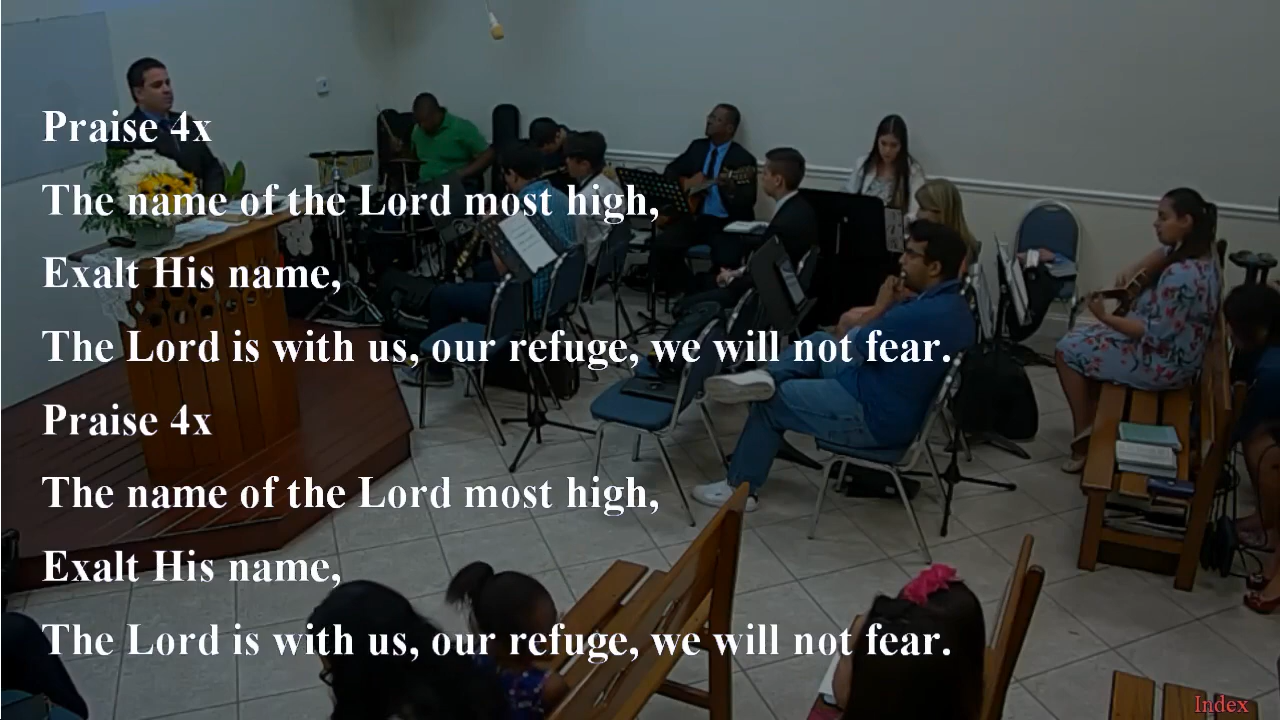 Praise 4x
The name of the Lord most high,
Exalt His name,
The Lord is with us, our refuge, we will not fear.
Praise 4x
The name of the Lord most high,
Exalt His name,
The Lord is with us, our refuge, we will not fear.
Index